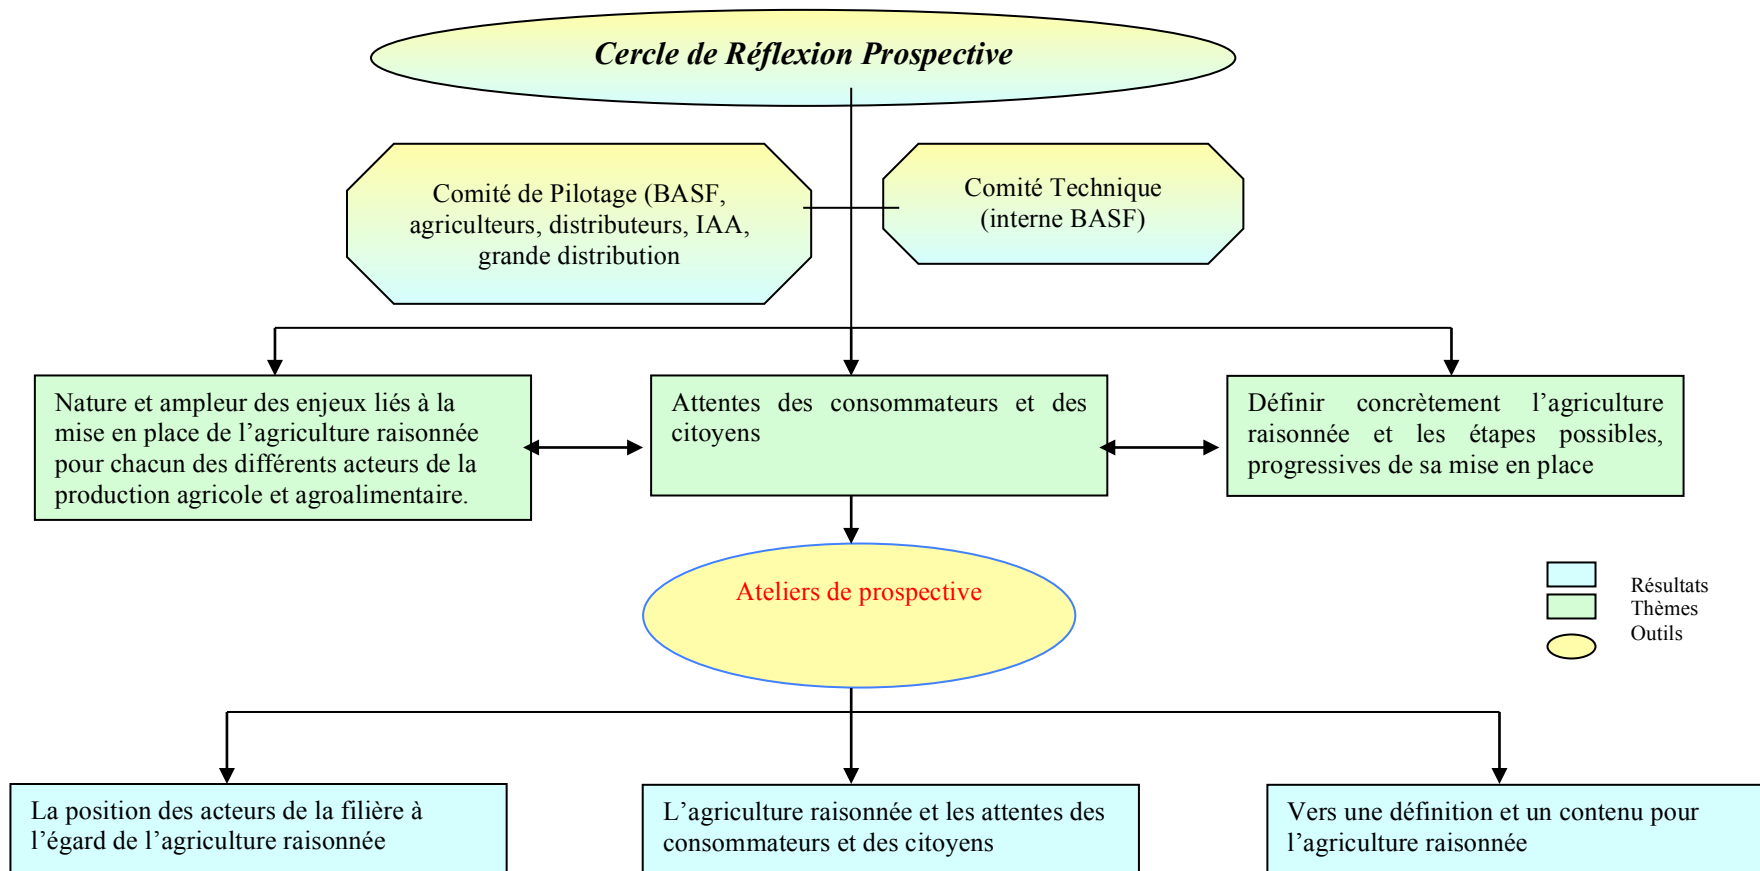 Cercle de Réflexion Prospective
Comité de Pilotage (BASF,
agriculteurs, distributeurs, IAA,
grande distribution
Comité Technique
(interne BASF)
Nature et ampleur des enjeux liés à la
mise en place de l’agriculture raisonnée
pour chacun des différents acteurs de la
production agricole et agroalimentaire.
Attentes des consommateurs et des
citoyens
Définir concrètement l’agriculture
raisonnée et les étapes possibles,
progressives de sa mise en place
Ateliers de prospective
Résultats
Thèmes
Outils
La position des acteurs de la filière à
l’égard de l’agriculture raisonnée
L’agriculture raisonnée et les attentes des
consommateurs et des citoyens
Vers une définition et un contenu pour
l’agriculture raisonnée